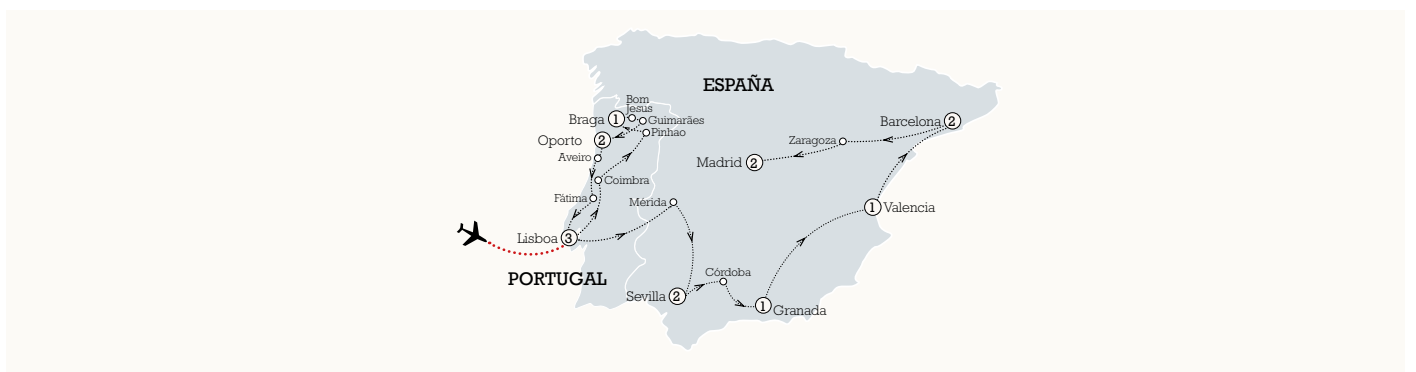 ESPAÑA
Bom
Jesús
Braga 1
Guimarães
Pinhao
Oporto 2
Aveiro
Coimbra
Fátima
Lisboa 3
PORTUGAL
Mérida
Sevilla 2
Córdoba
1 Granada
1 Valencia
Barcelona 2
Zaragoza
Madrid 2